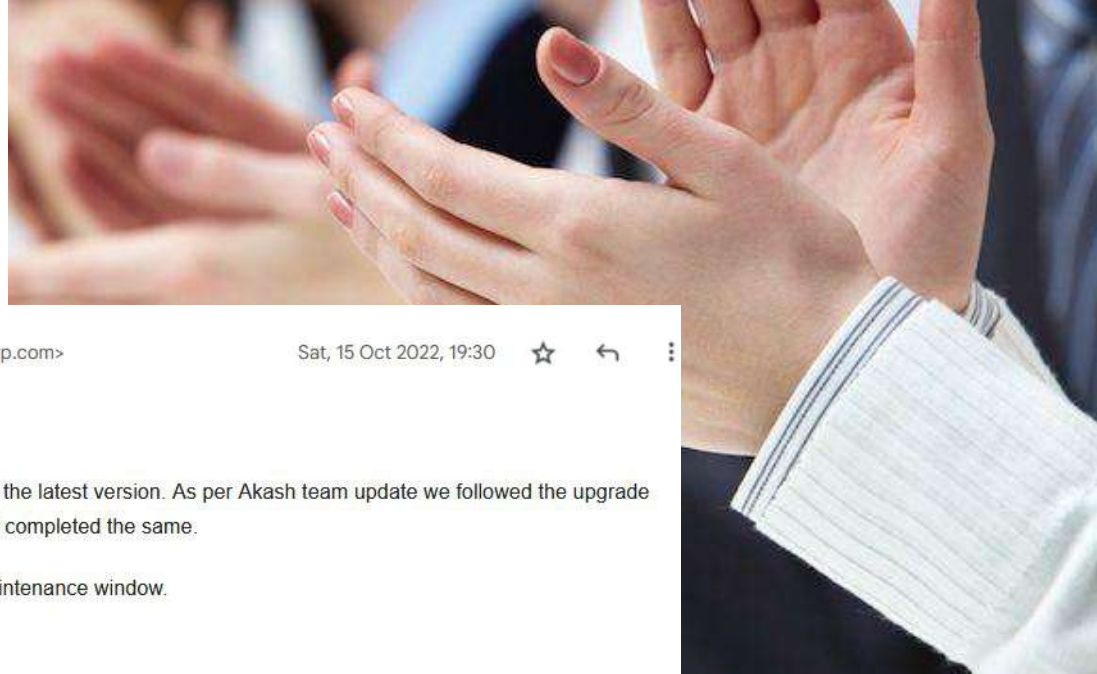 p.com>
Sat, 15 Oct 2022, 19:30
the latest version. As per Akash team update we followed the upgrade
completed the same.
intenance window.